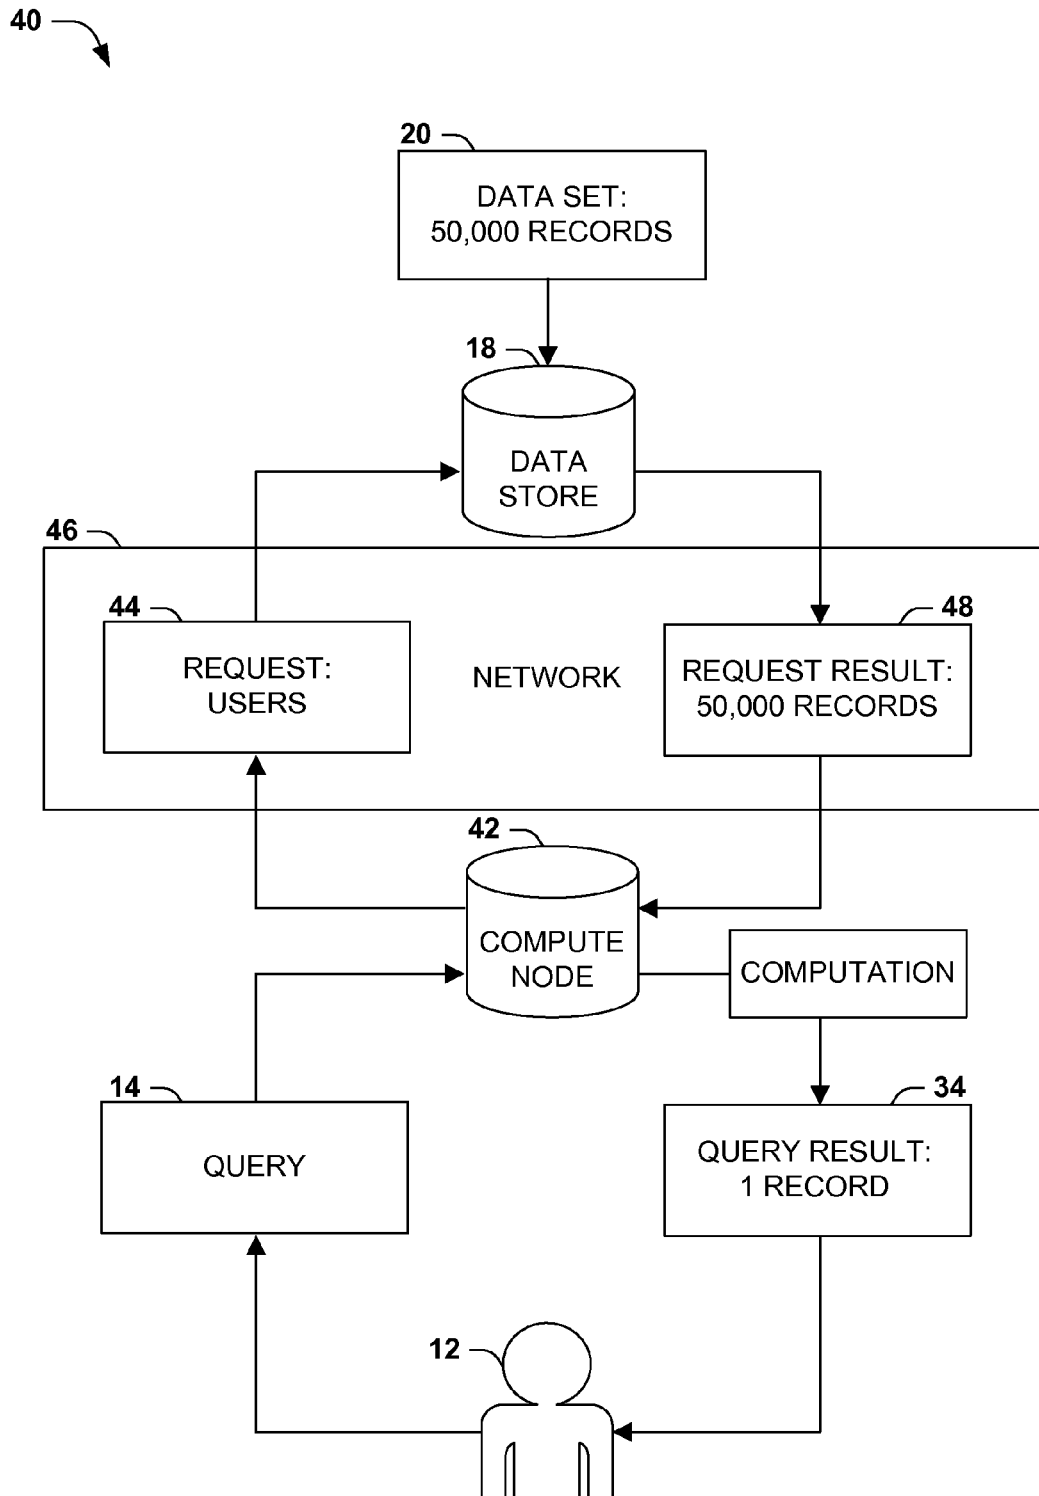 40
20
DATA SET:
50,000 RECORDS
18
DATA
STORE
46
44
REQUEST:
USERS
NETWORK
48
REQUEST RESULT:
50,000 RECORDS
42
COMPUTE
NODE
COMPUTATION
14
QUERY
34
QUERY RESULT:
1 RECORD
12